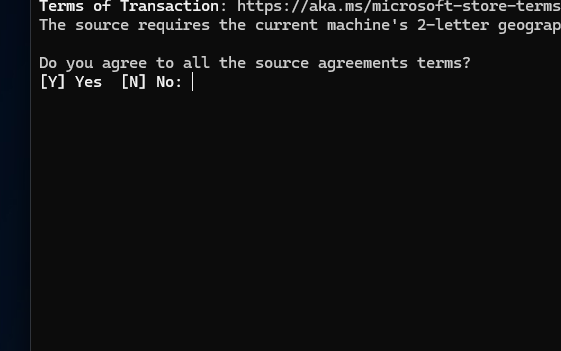 Terms of Transaction: https://aka.ms/microsoft-store-terms
The source requires the current machine's 2-letter geograp
Do you agree to all the source agreements terms?
[Y] Yes  [N] No: